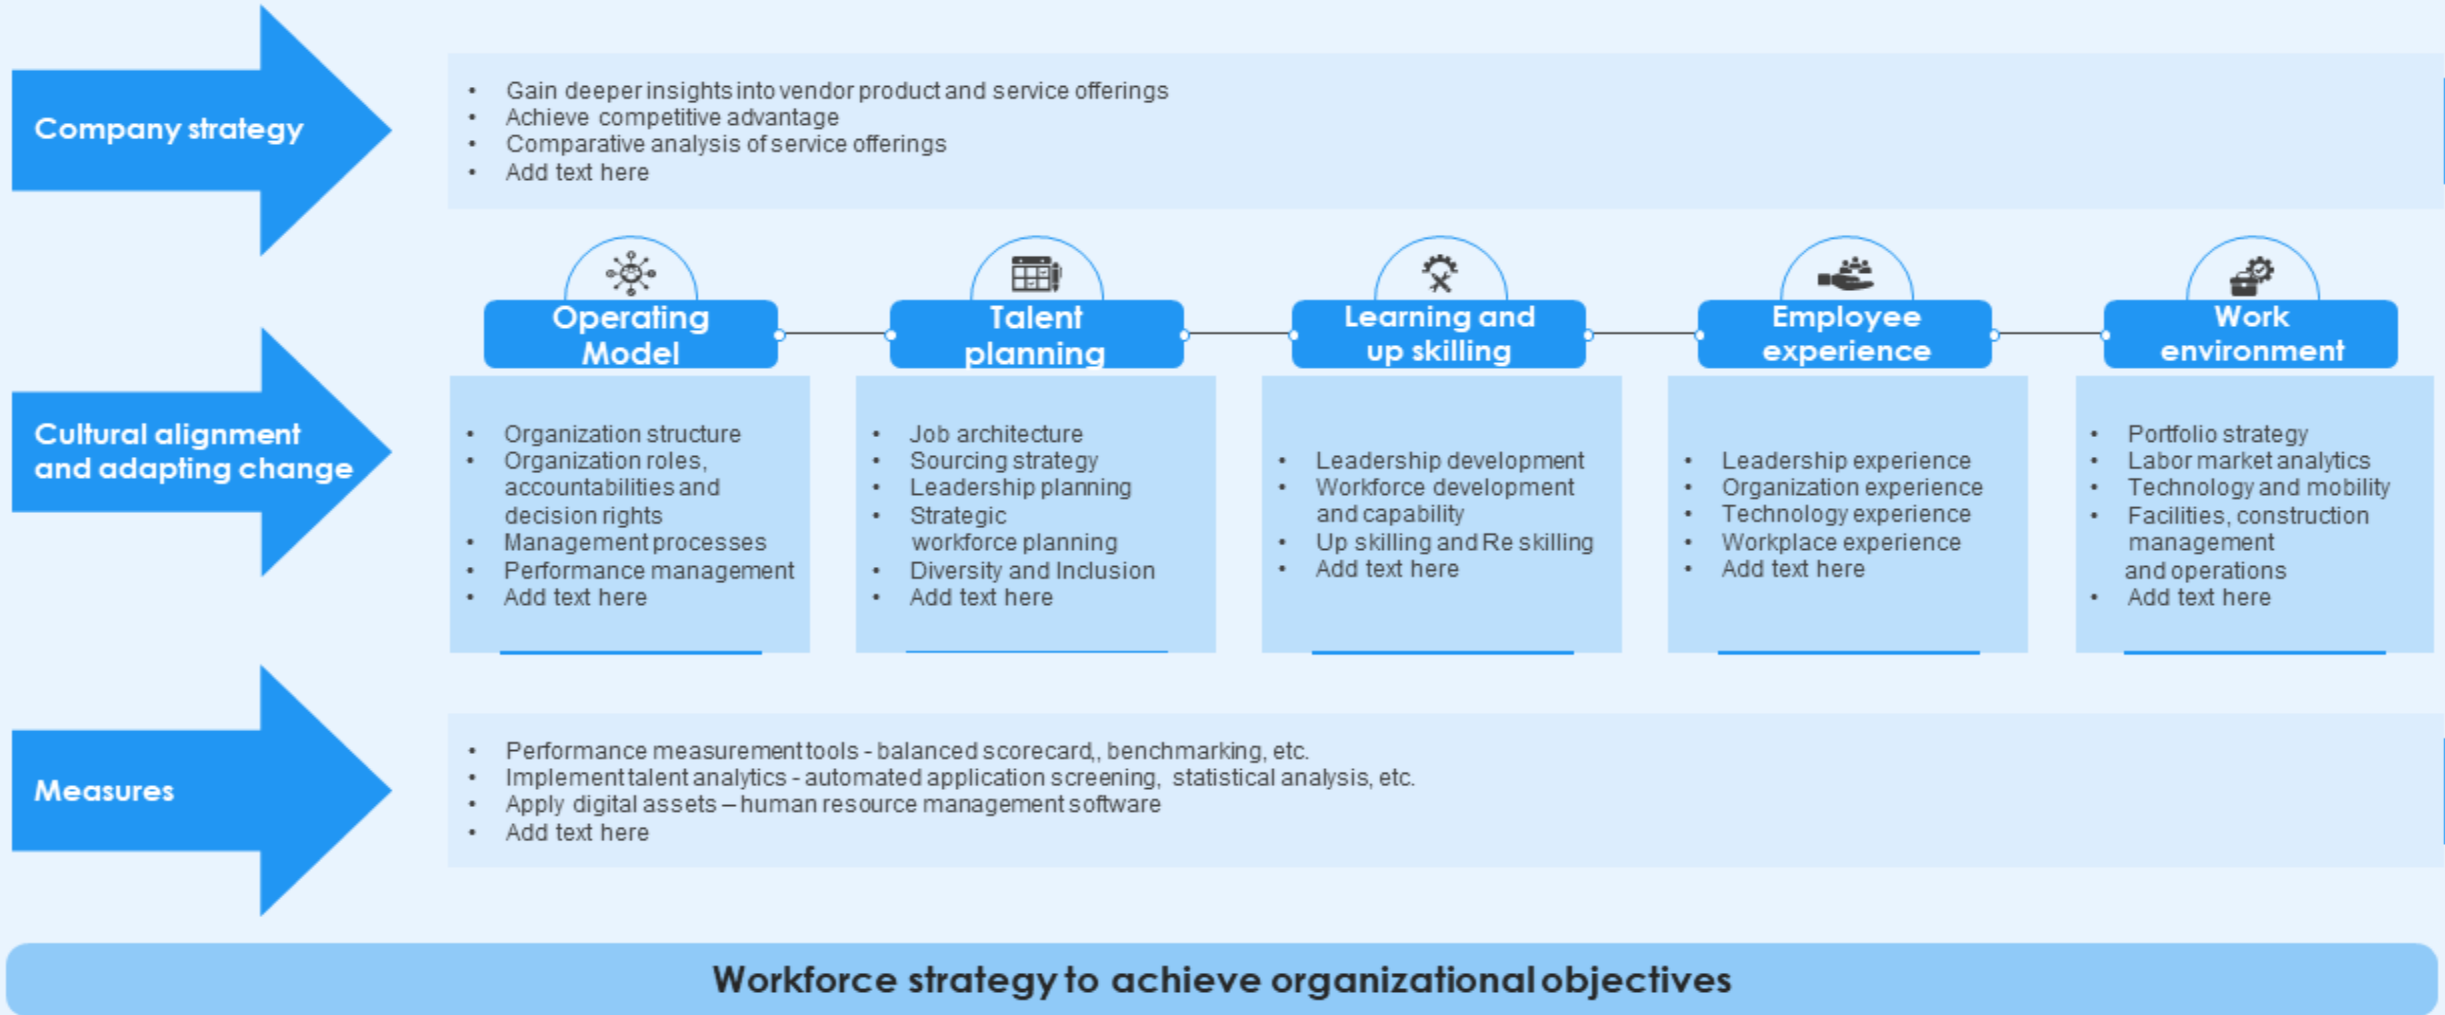 Company strategy
• Gain deeper insights into vendor product and service offerings
• Achieve competitive advantage
• Comparative analysis of service offerings
• Add text here
Cultural alignment
and adapting change
Operating
Model
• Organization structure
• Organization roles,
accountabilities and
decision rights
• Management processes
• Performance management
• Add text here
Talent
planning
• Job architecture
• Sourcing strategy
• Leadership planning
• Strategic
workforce planning
• Diversity and Inclusion
• Add text here
Learning and
up skilling
• Leadership development
• Workforce development
and capability
• Up skilling and Re skilling
• Add text here
Employee
experience
• Leadership experience
• Organization experience
• Technology experience
• Workplace experience
• Add text here
Work
environment
• Portfolio strategy
• Labor market analytics
• Technology and mobility
• Facilities, construction
management
and operations
• Add text here
Measures
• Performance measurement tools - balanced scorecard,, benchmarking, etc.
• Implement talent analytics - automated application screening, statistical analysis, etc.
• Apply digital assets – human resource management software
• Add text here
Workforce strategy to achieve organizational objectives